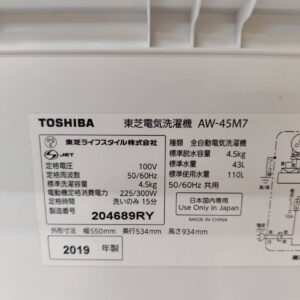 TOSHIBA 東芝電気洗濯機 AW-45M7
東芝ライフスタイル株式会社
PS E JET
定格電圧 100V
定格周波数 50/60Hz
標準洗濯容量 4.5kg
電動機定格消費電力 225/300W
定格時間 洗いのみ 15分
製造番号
204689RY
種類 全自動電気洗濯機
標準脱水容量 4.5kg
標準水量 43L
標準使用水量 110L
50/60Hz 共用
日本国内専用
Use Only in Japan
MADE IN CHINA
外形寸法 幅550mm 奥行534mm 高さ934mm
2019 年製